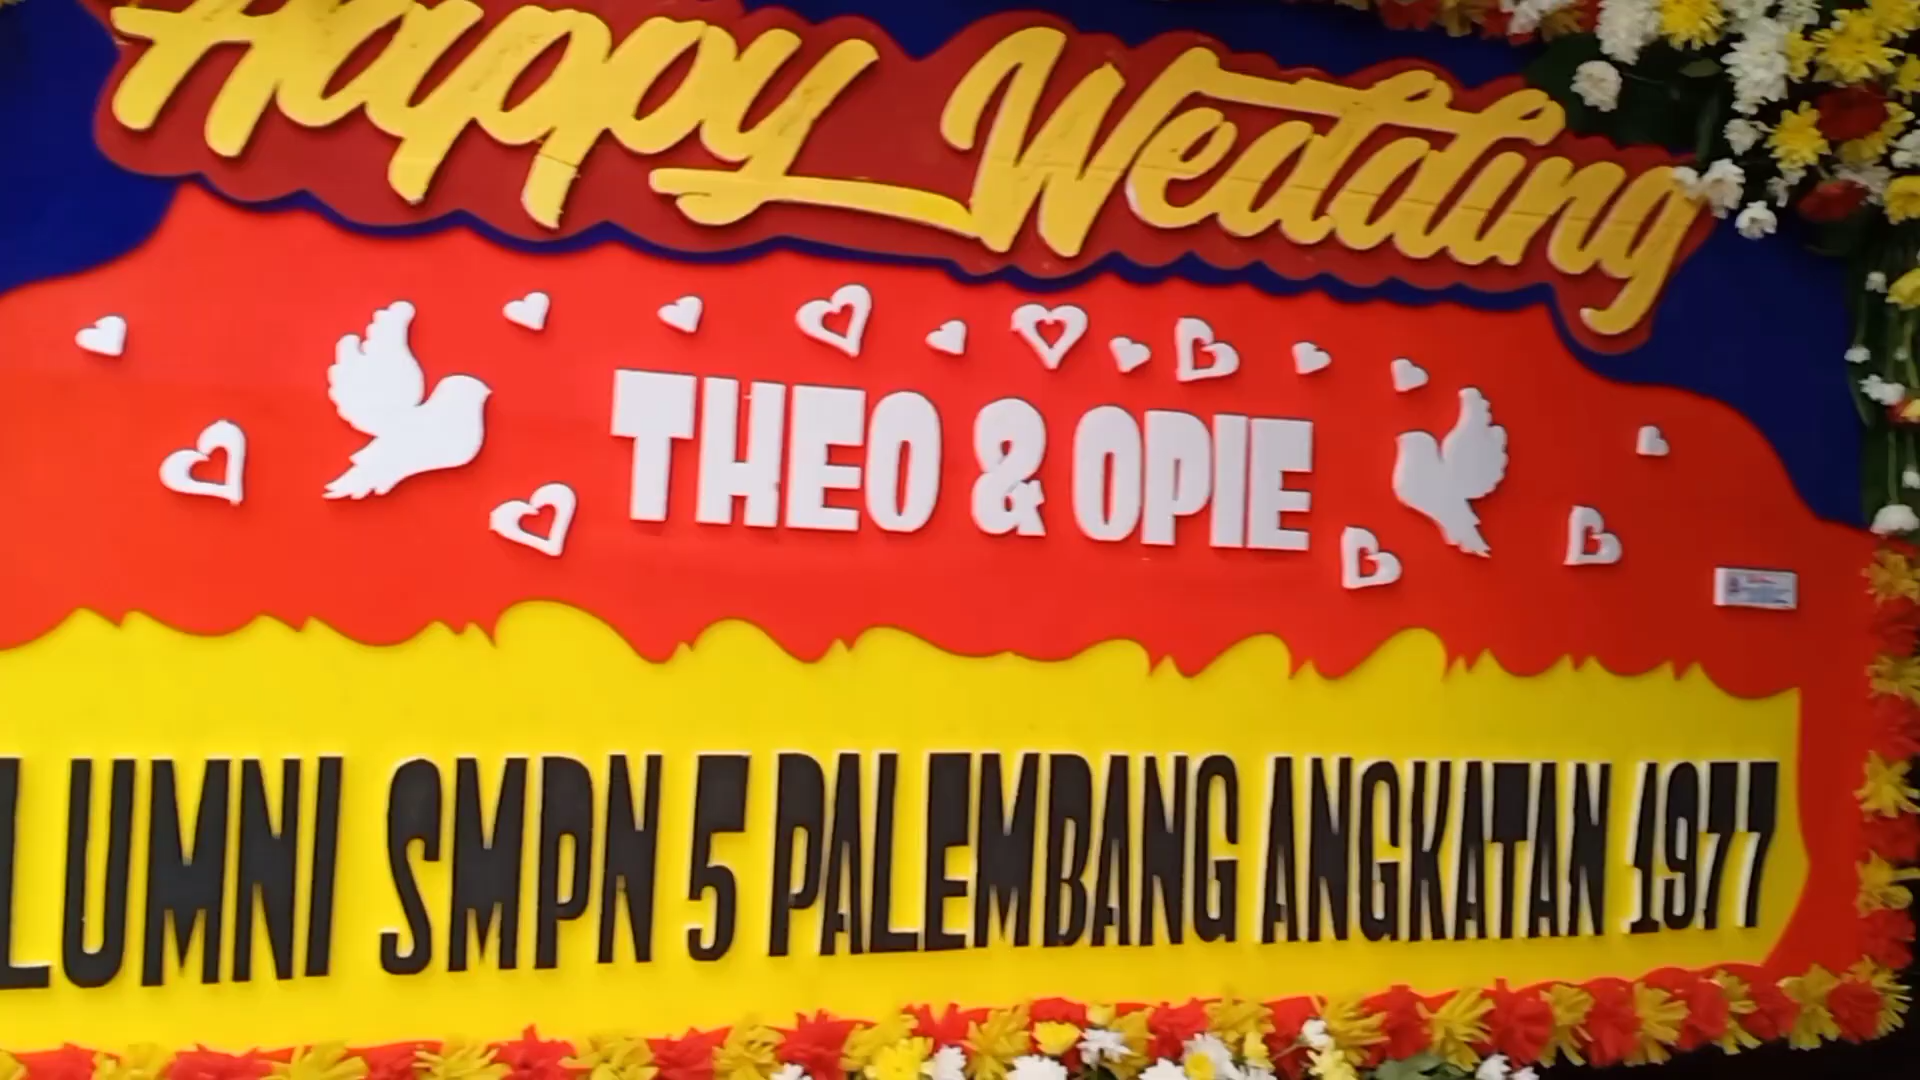 Happy Wedding
THEO & OPIE
LUMNI SMPN 5 PALEMBANG ANGKATAN 1977